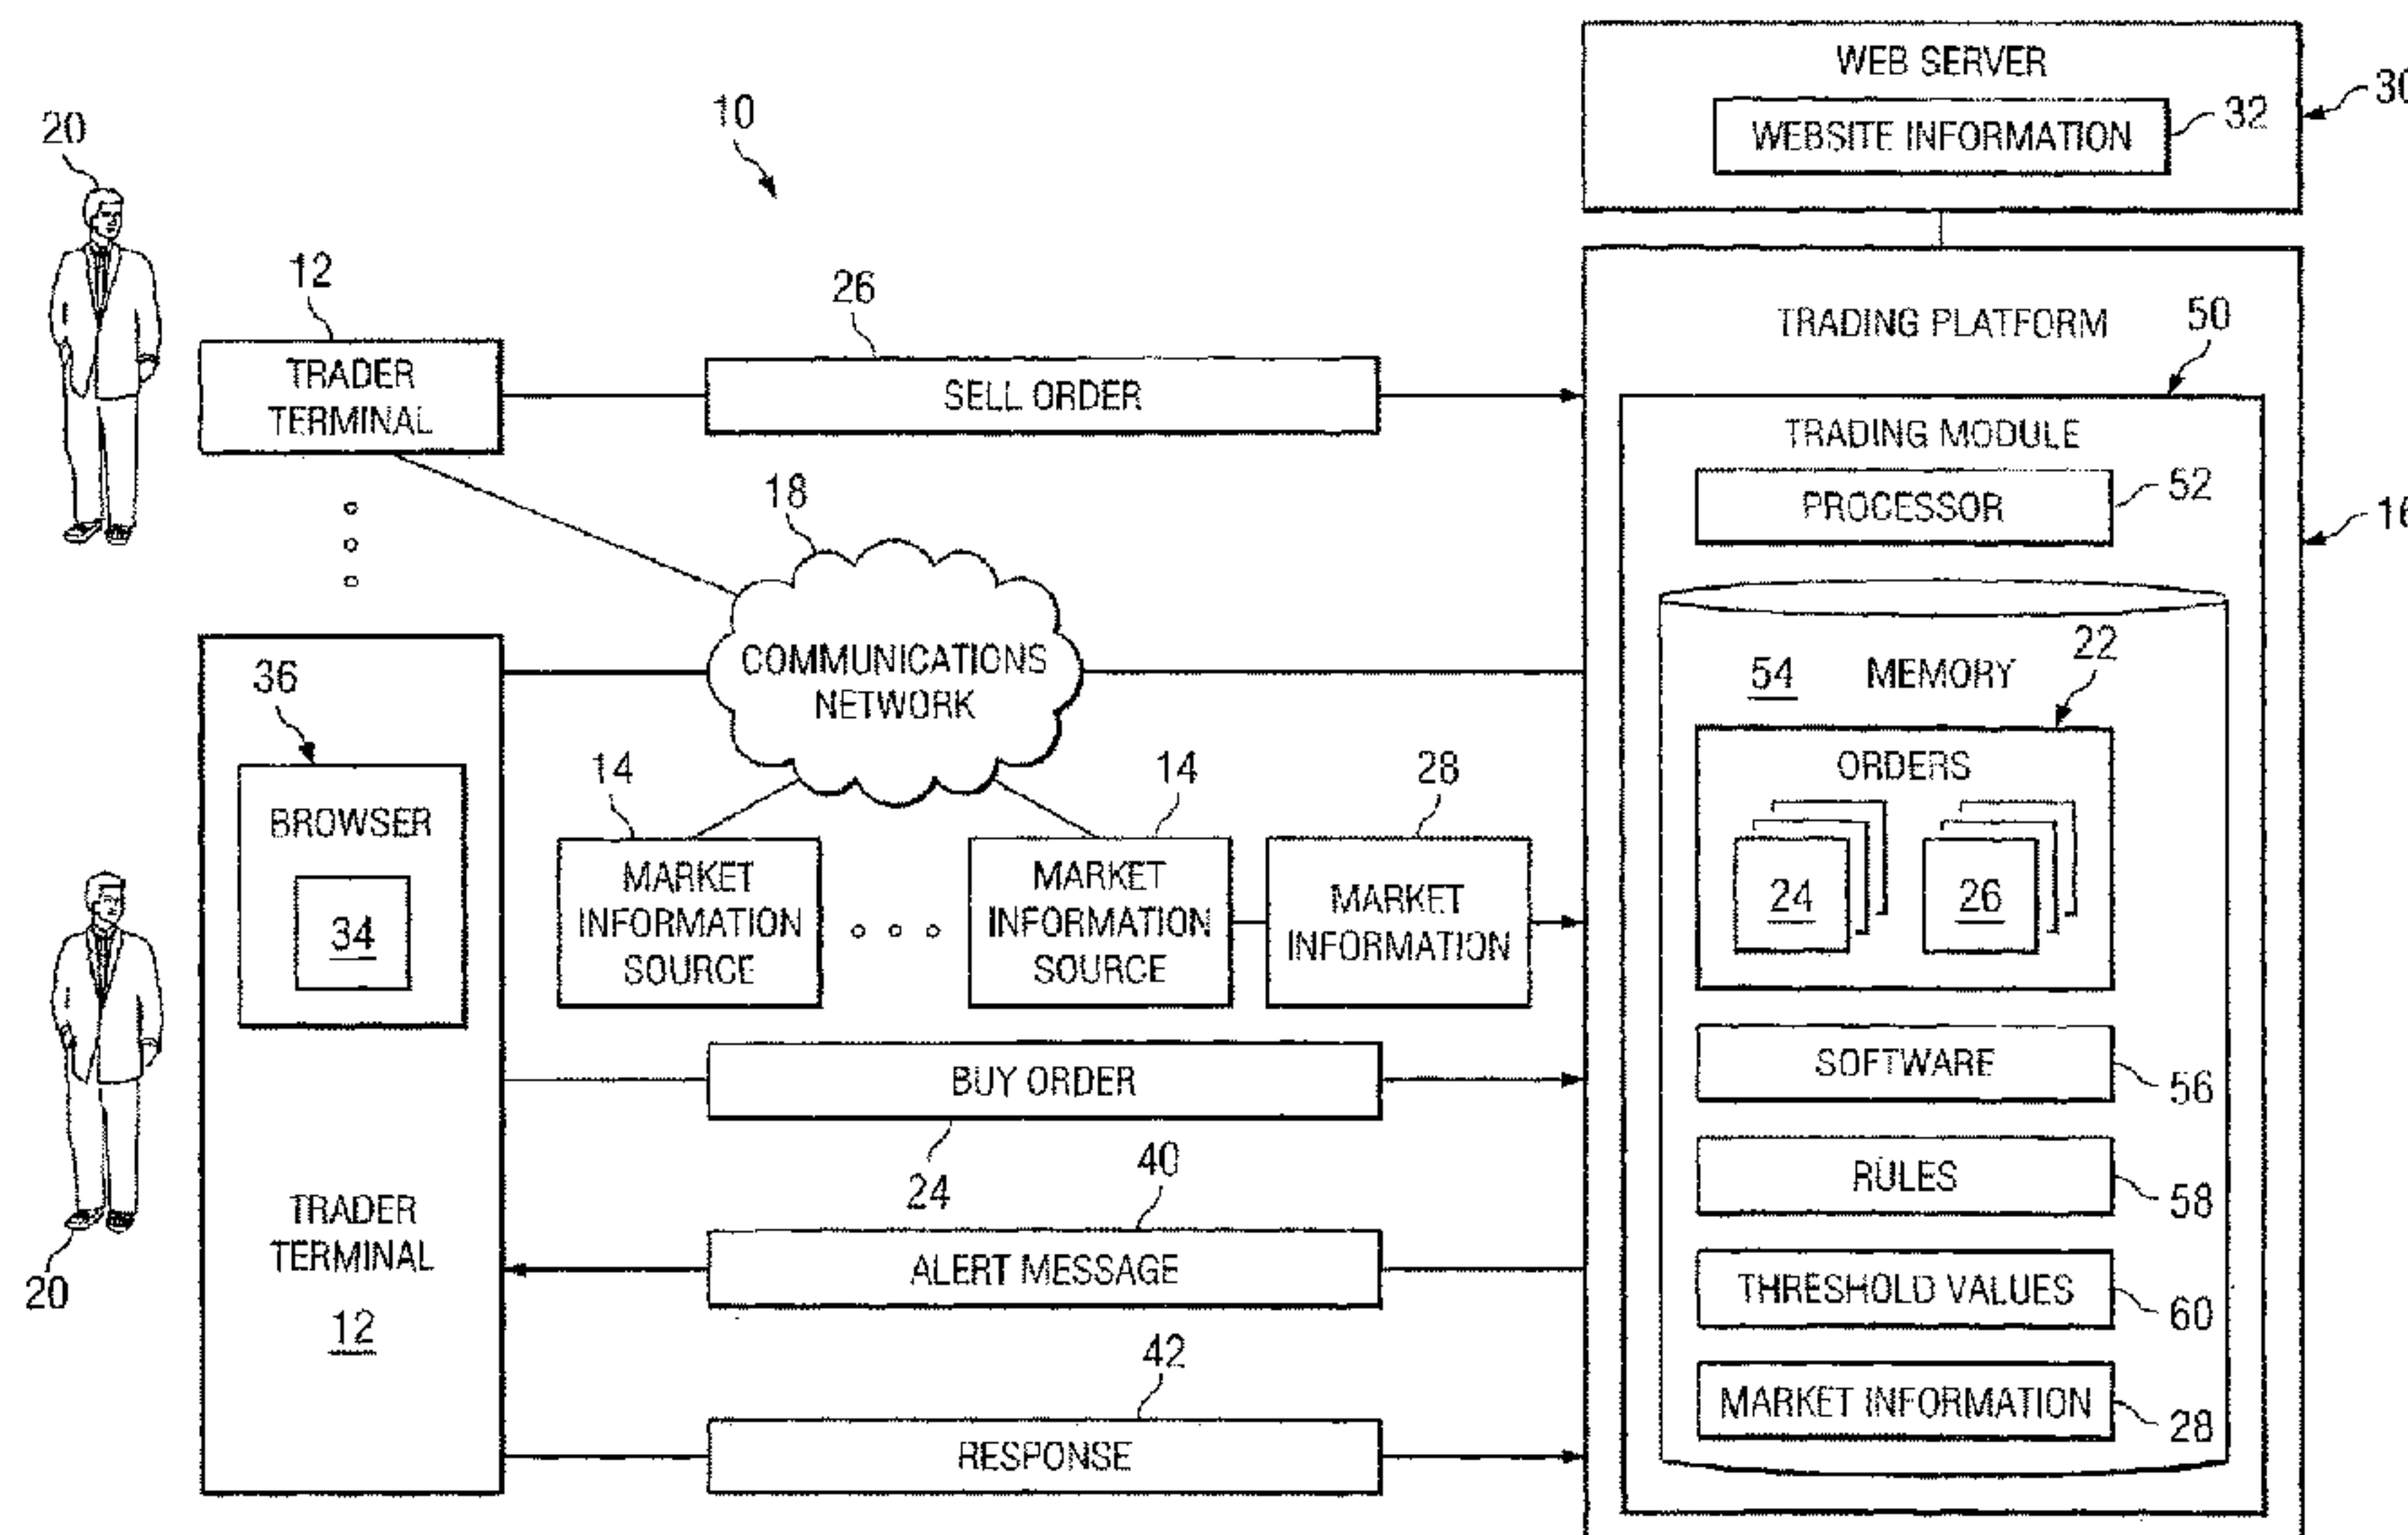 WEB SERVER
30
WEBSITE INFORMATION
32
10
20
12
TRADER
TERMINAL
26
SELL ORDER
TRADING PLATFORM
50
TRADING MODULE
PROCESSOR
52
16
18
COMMUNICATIONS
NETWORK
54
MEMORY
22
ORDERS
24
26
36
BROWSER
34
14
MARKET
INFORMATION
SOURCE
14
MARKET
INFORMATION
SOURCE
28
MARKET
INFORMATION
BUY ORDER
24
SOFTWARE
56
40
ALERT MESSAGE
RULES
58
20
TRADER
TERMINAL
12
THRESHOLD VALUES
60
42
RESPONSE
MARKET INFORMATION
28